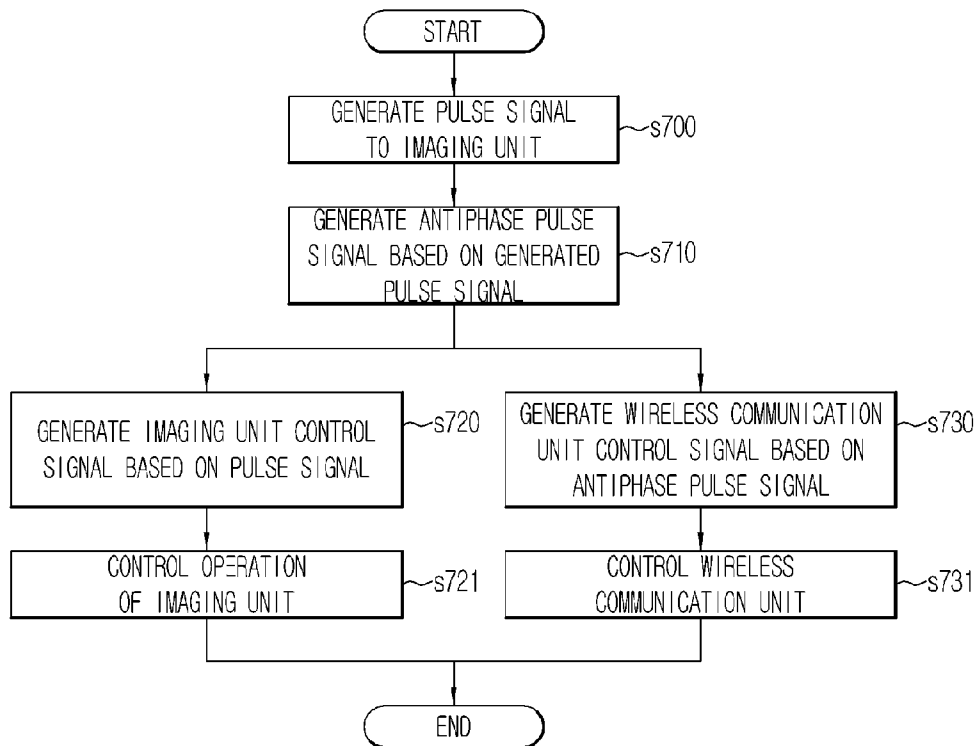 START
GENERATE PULSE SIGNAL
TO IMAGING UNIT
s700
GENERATE ANTIPHASE PULSE
SIGNAL BASED ON GENERATED
PULSE SIGNAL
s710
GENERATE IMAGING UNIT CONTROL
SIGNAL BASED ON PULSE SIGNAL
s720
GENERATE WIRELESS COMMUNICATION
UNIT CONTROL SIGNAL BASED ON
ANTIPHASE PULSE SIGNAL
s730
CONTROL OPERATION
OF IMAGING UNIT
s721
CONTROL WIRELESS
COMMUNICATION UNIT
s731
END